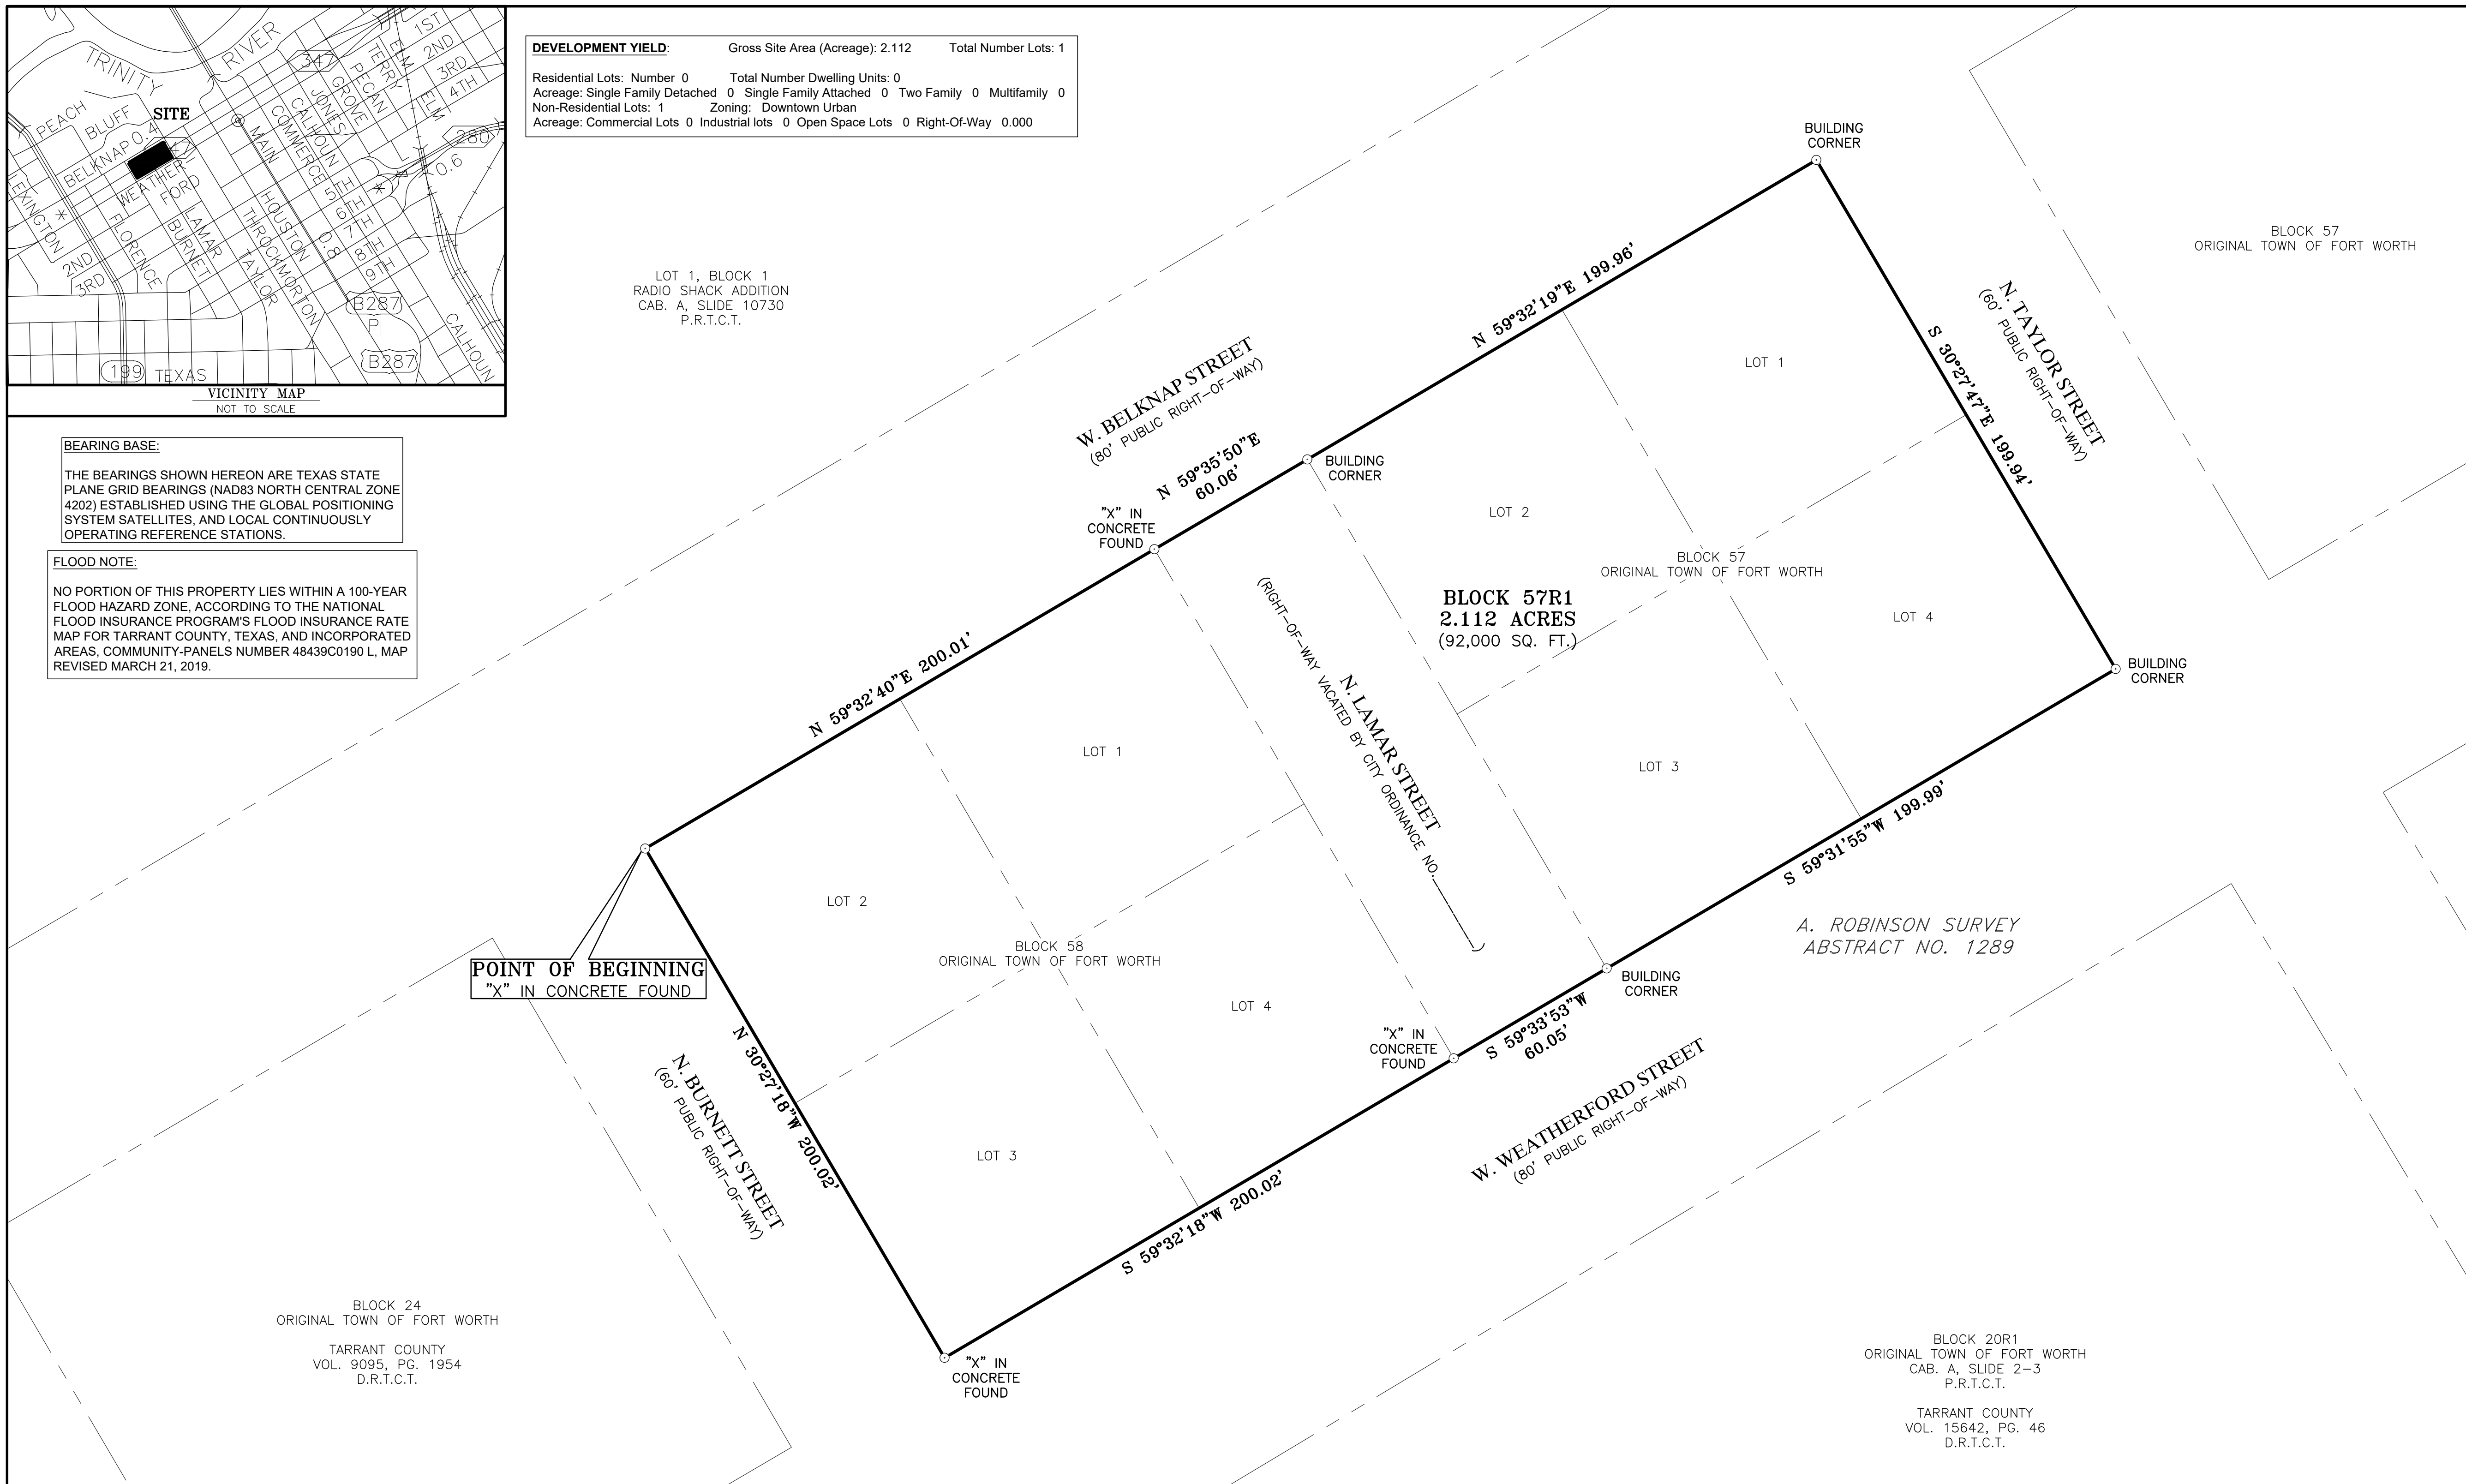 TRINITY
RIVER
347
1ST
2ND
3RD
4TH
ELM
TERRY
PECAN
GROVE
JONES
CALHOUN
COMMERCE
MAIN
ELM
280
0.6
PEACH
BLUFF
SITE
BELKNAP 0.4
47
WEATHER
FORD
LEXINGTON
FLORENCE
LAMAR
BURNET
HOUSTON
THROCKMORTON
TAYLOR
5TH
6TH
7TH
8TH
9TH
0.8
2ND
3RD
B287
P
B287
CALHOUN
199
TEXAS
VICINITY MAP
NOT TO SCALE
DEVELOPMENT YIELD: Gross Site Area (Acreage): 2.112 Total Number Lots: 1
Residential Lots: Number 0 Total Number Dwelling Units: 0
Acreage: Single Family Detached 0 Single Family Attached 0 Two Family 0 Multifamily 0
Non-Residential Lots: 1 Zoning: Downtown Urban
Acreage: Commercial Lots 0 Industrial lots 0 Open Space Lots 0 Right-Of-Way 0.000
BEARING BASE:
THE BEARINGS SHOWN HEREON ARE TEXAS STATE
PLANE GRID BEARINGS (NAD83 NORTH CENTRAL ZONE
4202) ESTABLISHED USING THE GLOBAL POSITIONING
SYSTEM SATELLITES, AND LOCAL CONTINUOUSLY
OPERATING REFERENCE STATIONS.
FLOOD NOTE:
NO PORTION OF THIS PROPERTY LIES WITHIN A 100-YEAR
FLOOD HAZARD ZONE, ACCORDING TO THE NATIONAL
FLOOD INSURANCE PROGRAM'S FLOOD INSURANCE RATE
MAP FOR TARRANT COUNTY, TEXAS, AND INCORPORATED
AREAS, COMMUNITY-PANELS NUMBER 48439C0190 L, MAP
REVISED MARCH 21, 2019.
LOT 1, BLOCK 1
RADIO SHACK ADDITION
CAB. A, SLIDE 10730
P.R.T.C.T.
BUILDING
CORNER
BLOCK 57
ORIGINAL TOWN OF FORT WORTH
N. TAYLOR STREET
(60' PUBLIC RIGHT-OF-WAY)
W. BELKNAP STREET
(80' PUBLIC RIGHT-OF-WAY)
N 59°32'19"E 199.96'
S 30°27'47"E 199.94'
LOT 1
N 59°35'50"E
60.06'
BUILDING
CORNER
"X" IN
CONCRETE
FOUND
LOT 2
BLOCK 57
ORIGINAL TOWN OF FORT WORTH
BLOCK 57R1
2.112 ACRES
(92,000 SQ. FT.)
LOT 4
BUILDING
CORNER
N 59°32'40"E 200.01'
N. LAMAR STREET
(RIGHT-OF-WAY VACATED BY CITY ORDINANCE NO.
)
LOT 1
LOT 3
S 59°31'55"W 199.99'
LOT 2
BLOCK 58
ORIGINAL TOWN OF FORT WORTH
A. ROBINSON SURVEY
ABSTRACT NO. 1289
POINT OF BEGINNING
"X" IN CONCRETE FOUND
BUILDING
CORNER
LOT 4
"X" IN
CONCRETE
FOUND
S 59°33'53"W
60.05'
N 30°27'18"W 200.02'
N. BURNETT STREET
(60' PUBLIC RIGHT-OF-WAY)
LOT 3
W. WEATHERFORD STREET
(80' PUBLIC RIGHT-OF-WAY)
S 59°32'18"W 200.02'
"X" IN
CONCRETE
FOUND
BLOCK 24
ORIGINAL TOWN OF FORT WORTH
TARRANT COUNTY
VOL. 9095, PG. 1954
D.R.T.C.T.
BLOCK 20R1
ORIGINAL TOWN OF FORT WORTH
CAB. A, SLIDE 2-3
P.R.T.C.T.
TARRANT COUNTY
VOL. 15642, PG. 46
D.R.T.C.T.